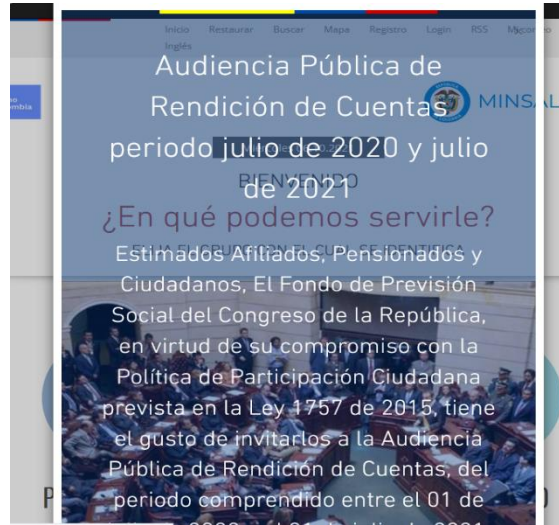 Inicio Restaurar Buscar Mapa Registro Login RSS
Inglés
Audiencia Pública de
Rendición de Cuentas
MINSAL
periodo julio de 2020 y julio
de 2021
BIENVENIDO
¿En qué podemos servirle?
Estimados Afiliados, Pensionados y
Ciudadanos, El Fondo de Previsión
Social del Congreso de la República,
en virtud de su compromiso con la
Política de Participación Ciudadana
prevista en la Ley 1757 de 2015, tiene
el gusto de invitarlos a la Audiencia
Pública de Rendición de Cuentas, del
periodo comprendido entre el 01 de